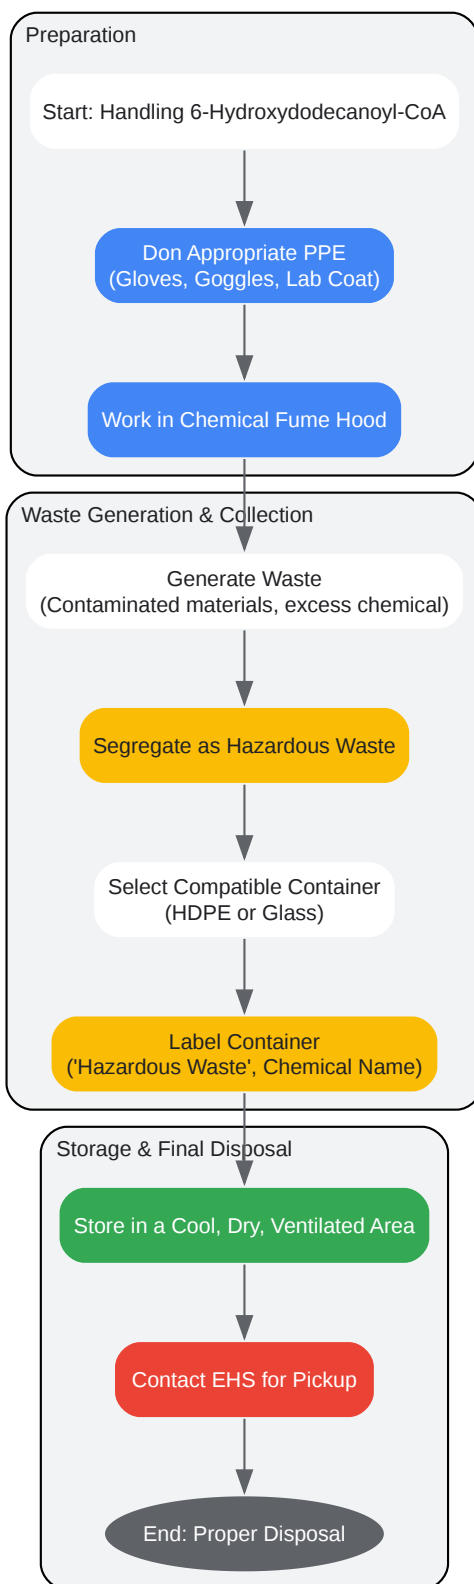 Preparation
Start: Handling 6-Hydroxydodecanoyl-CoA
Don Appropriate PPE
(Gloves, Goggles, Lab Coat)
Work in Chemical Fume Hood
Waste Generation & Collection
Generate Waste
(Contaminated materials, excess chemical)
Segregate as Hazardous Waste
Select Compatible Container
(HDPE or Glass)
Label Container
('Hazardous Waste', Chemical Name)
Storage & Final Disposal
Store in a Cool, Dry, Ventilated Area
Contact EHS for Pickup
End: Proper Disposal